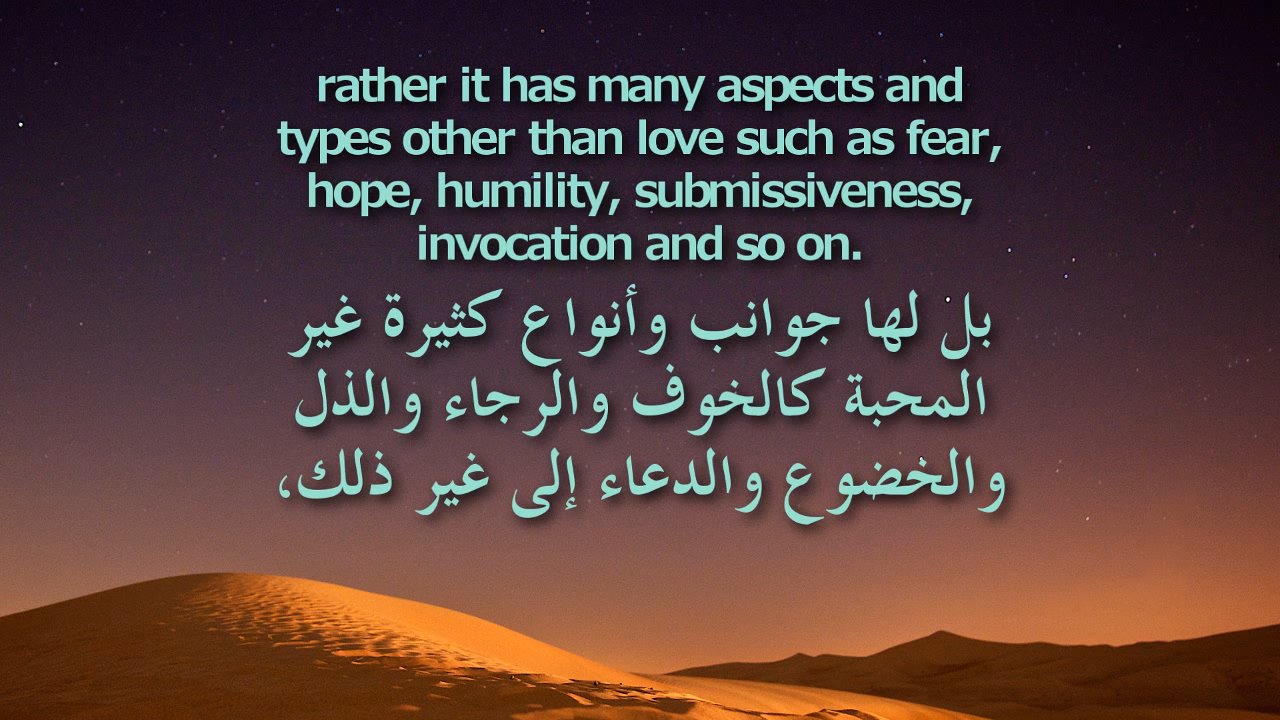 rather it has many aspects and
types other than love such as fear,
hope, humility, submissiveness,
invocation and so on.
بل لها جوانب وأنواع كثيرة غير
المحبة كالخوف والرجاء والذل
والخضوع والدعاء إلى غير ذلك،